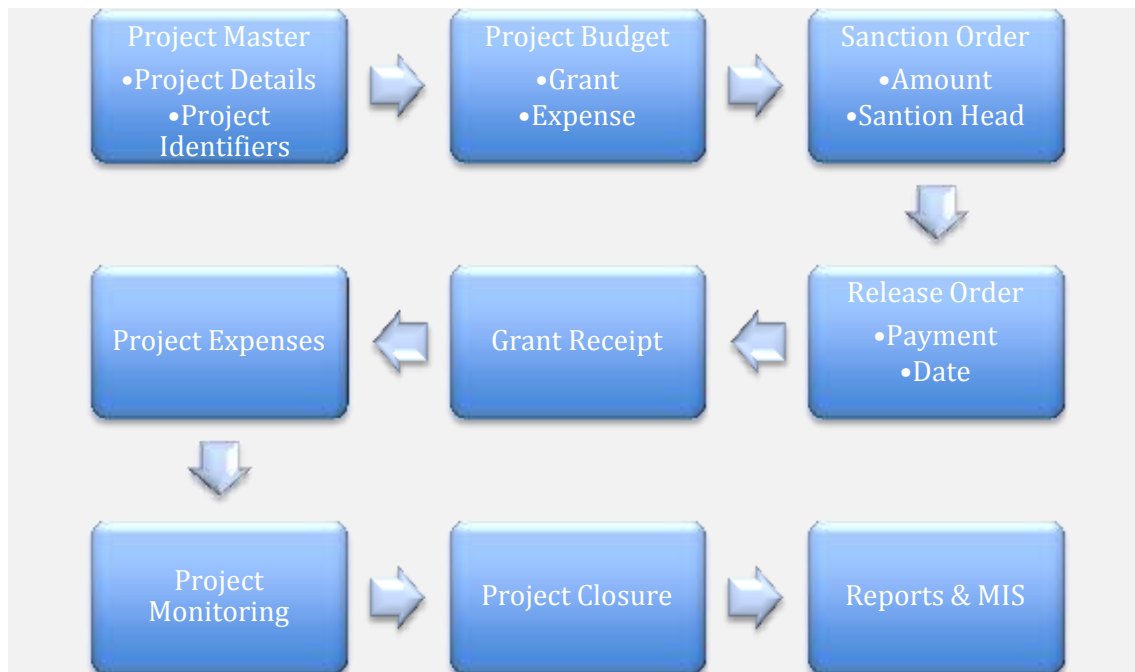 Project Master
•Project Details
•Project
Identifiers
Project Budget
•Grant
•Expense
Sanction Order
•Amount
•Santion Head
Release Order
•Payment
•Date
Grant Receipt
Project Expenses
Project
Monitoring
Project Closure
Reports & MIS